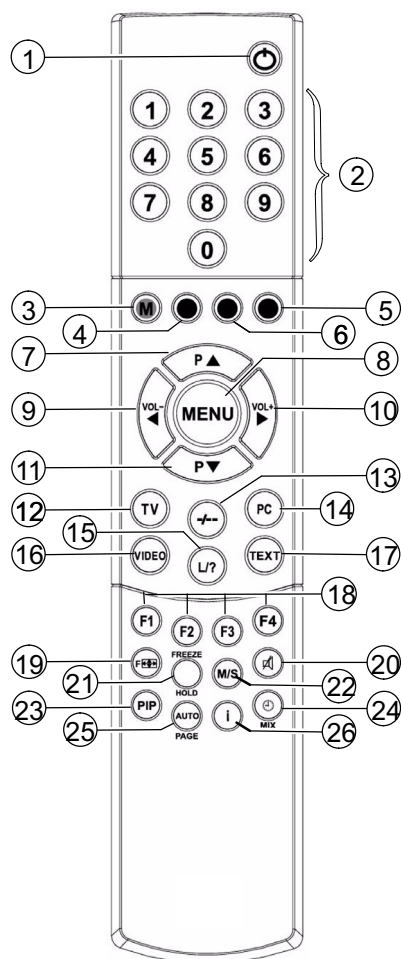 1
1 2 3
4 5 6
2
7 8 9
0
3 M 5
4 6
7 P▲ 8
9 VOL- ◀ MENU VOL+ ▶ 10
11 P▼
13
12 TV -/-- PC 14
15
16 VIDEO L/? TEXT 17
18
F1 F2 F3 F4
FREEZE
19 F M/S 20
21 HOLD 22
23 PIP AUTO i 24
MIX
25 PAGE 26